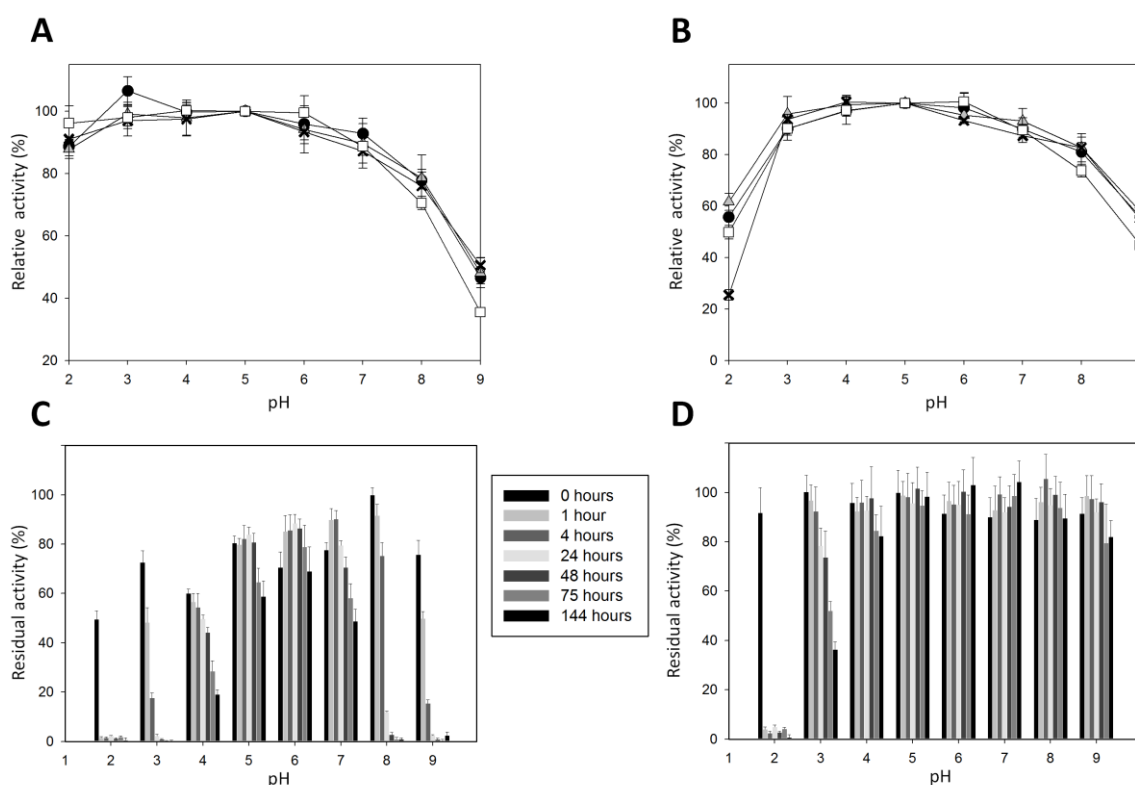 A
B
Relative activity (%)
100
80
60
40
20
2 3 4 5 6 7 8 9
pH
Relative activity (%)
100
80
60
40
20
0
2 3 4 5 6 7 8
pH
C
D
Residual activity (%)
100
80
60
40
20
0
1 2 3 4 5 6 7 8 9
pH
0 hours
1 hour
4 hours
24 hours
48 hours
75 hours
144 hours
Residual activity (%)
100
80
60
40
20
0
1 2 3 4 5 6 7 8 9
pH